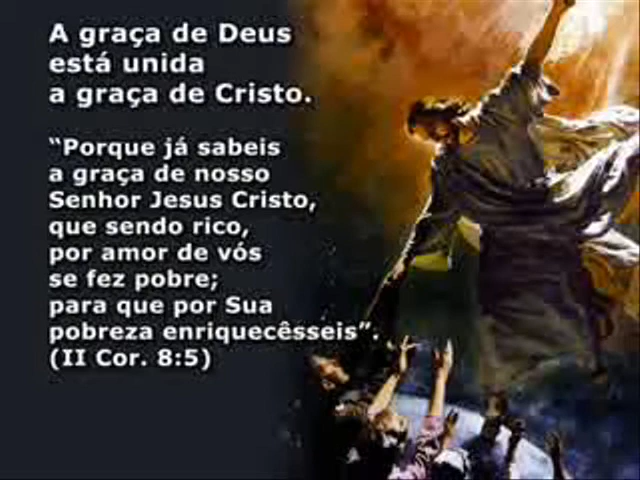 A graça de Deus
está unida
a graça de Cristo.
“Porque já sabeis
a graça de nosso
Senhor Jesus Cristo,
que sendo rico,
por amor de vós
se fez pobre;
para que por Sua
pobreza enriquecêsseis”.
(II Cor. 8:5)